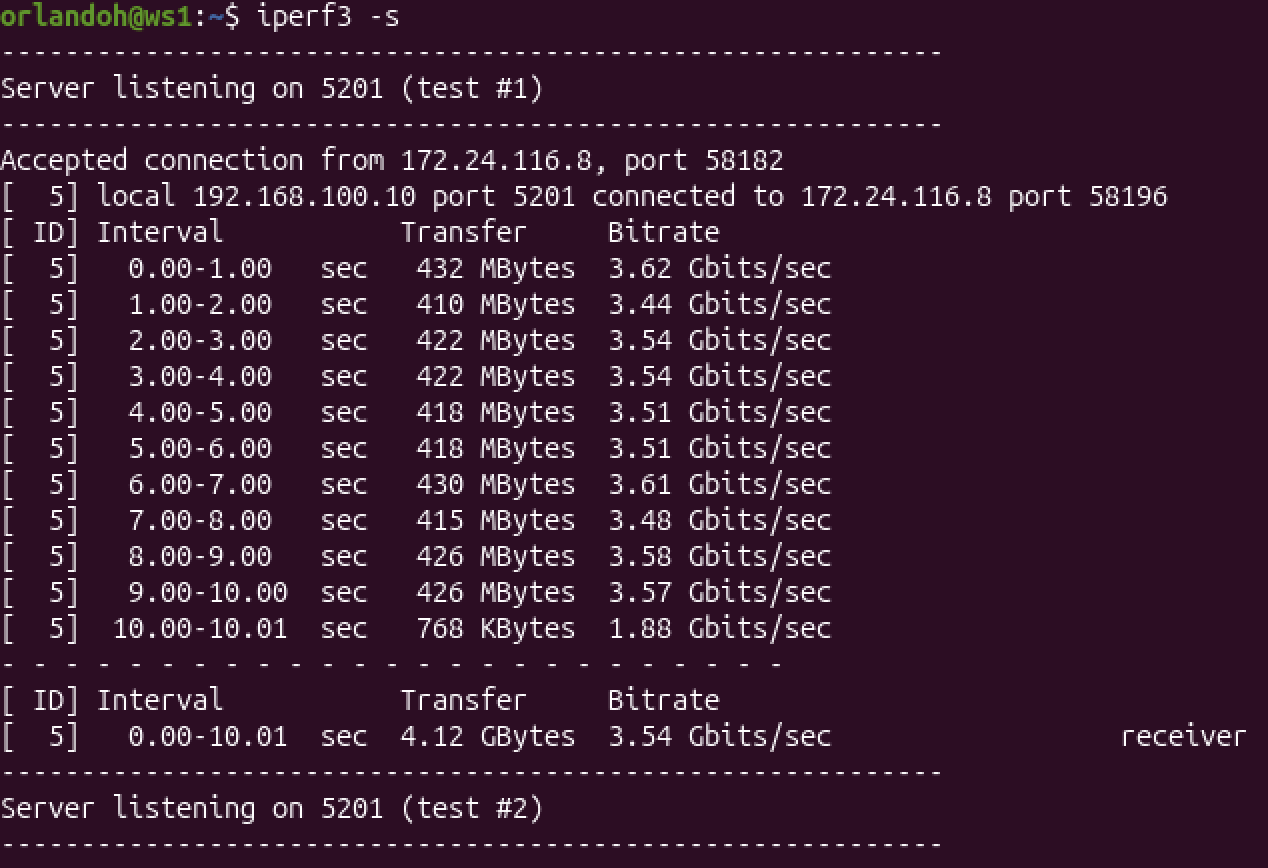 orlandoh@ws1:~$ iperf3 -s
-----------------------------------------------------------
Server listening on 5201 (test #1)
-----------------------------------------------------------
Accepted connection from 172.24.116.8, port 58182
[  5] local 192.168.100.10 port 5201 connected to 172.24.116.8 port 58196
[ ID] Interval           Transfer     Bitrate
[  5]   0.00-1.00   sec   432 MBytes  3.62 Gbits/sec
[  5]   1.00-2.00   sec   410 MBytes  3.44 Gbits/sec
[  5]   2.00-3.00   sec   422 MBytes  3.54 Gbits/sec
[  5]   3.00-4.00   sec   422 MBytes  3.54 Gbits/sec
[  5]   4.00-5.00   sec   418 MBytes  3.51 Gbits/sec
[  5]   5.00-6.00   sec   418 MBytes  3.51 Gbits/sec
[  5]   6.00-7.00   sec   430 MBytes  3.61 Gbits/sec
[  5]   7.00-8.00   sec   415 MBytes  3.48 Gbits/sec
[  5]   8.00-9.00   sec   426 MBytes  3.58 Gbits/sec
[  5]   9.00-10.00  sec   426 MBytes  3.57 Gbits/sec
[  5]  10.00-10.01  sec   768 KBytes  1.88 Gbits/sec
- - - - - - - - - - - - - - - - - - - - - - - - -
[ ID] Interval           Transfer     Bitrate
[  5]   0.00-10.01  sec  4.12 GBytes  3.54 Gbits/sec                  receiver
-----------------------------------------------------------
Server listening on 5201 (test #2)
-----------------------------------------------------------